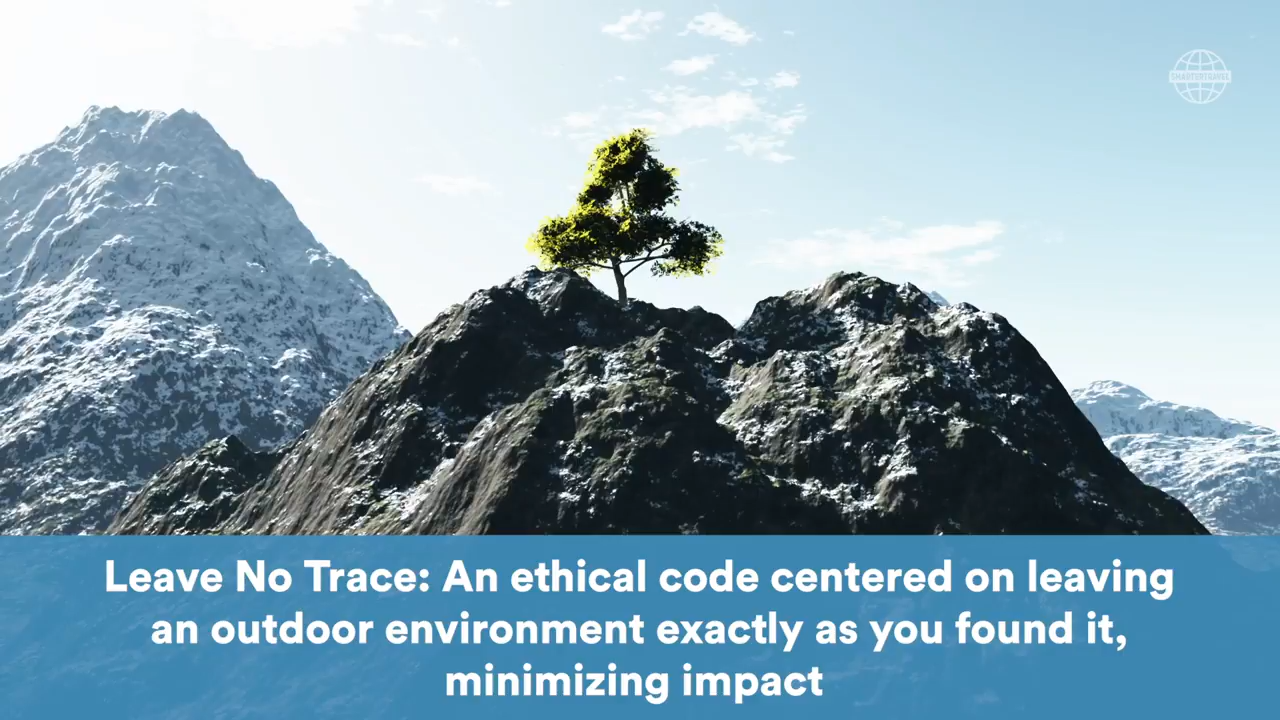 SMARTERTRAVEL
Leave No Trace: An ethical code centered on leaving
an outdoor environment exactly as you found it,
minimizing impact